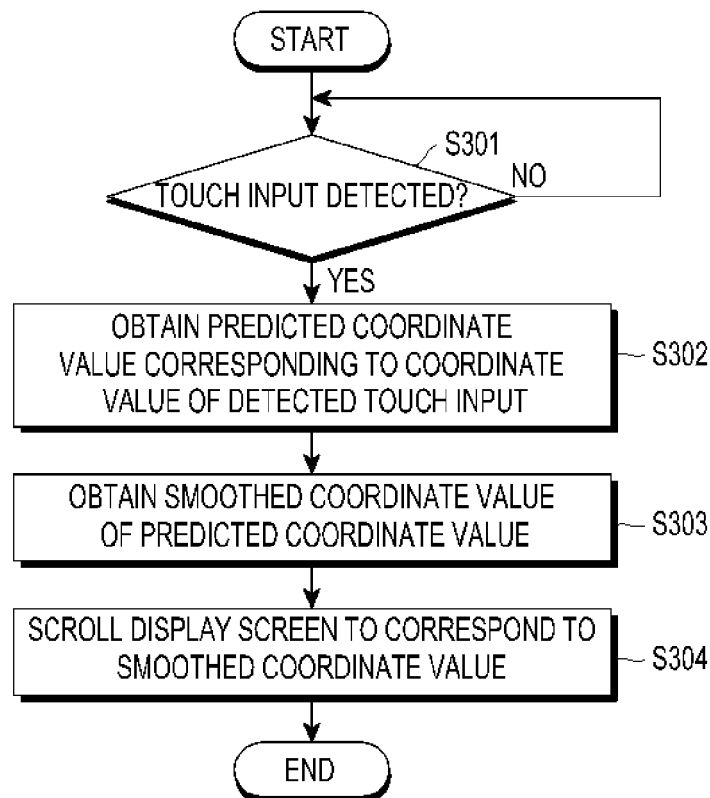 START
S301
TOUCH INPUT DETECTED?
NO
YES
OBTAIN PREDICTED COORDINATE
VALUE CORRESPONDING TO COORDINATE
VALUE OF DETECTED TOUCH INPUT
S302
OBTAIN SMOOTHED COORDINATE VALUE
OF PREDICTED COORDINATE VALUE
S303
SCROLL DISPLAY SCREEN TO CORRESPOND TO
SMOOTHED COORDINATE VALUE
S304
END